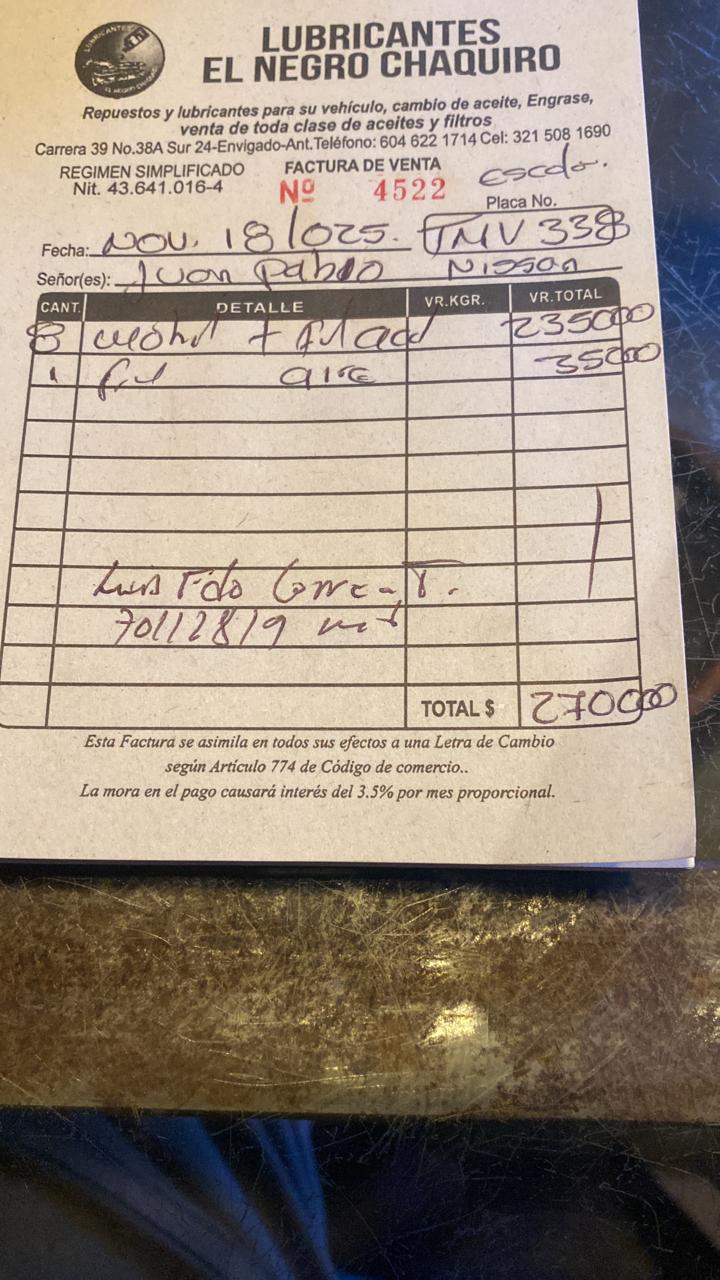 LUBRICANTES
EL NEGRO CHAQUIRO
Repuestos y lubricantes para su vehículo, cambio de aceite, Engrase,
venta de toda clase de aceites y filtros
Carrera 39 No.38A Sur 24-Envigado-Ant.Teléfono: 604 622 1714 Cel: 321 508 1690
REGIMEN SIMPLIFICADO
Nit. 43.641.016-4
FACTURA DE VENTA
Nº 4522
Placa No.
Fecha: NOV. 18/025. TMV 338
Señor(es): Juan Pablo Nissan
CANT. DETALLE VR.KGR. VR.TOTAL
8 + 235000
1 aire 35000
Luis Fdo T.
70112819
TOTAL $ 270000
Esta Factura se asimila en todos sus efectos a una Letra de Cambio
según Artículo 774 de Código de comercio..
La mora en el pago causará interés del 3.5% por mes proporcional.